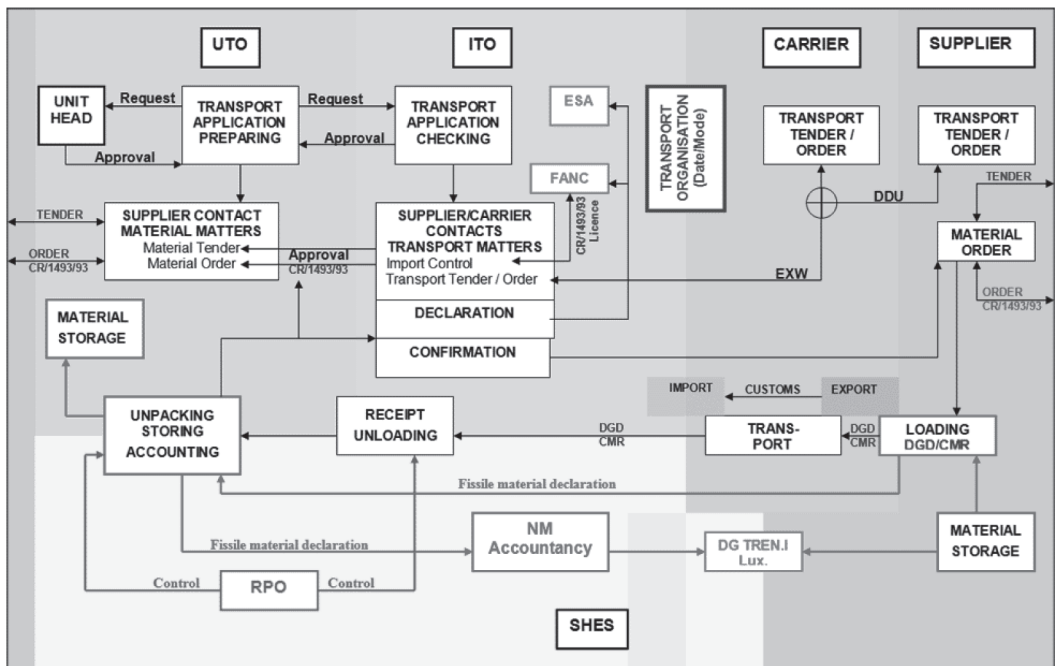 UTO
ITO
CARRIER
SUPPLIER
UNIT
HEAD
Request
Approval
TRANSPORT
APPLICATION
PREPARING
Request
Approval
TRANSPORT
APPLICATION
CHECKING
ESA
FANC
TRANSPORT
ORGANISATION
(Date/Mode)
TRANSPORT
TENDER /
ORDER
TRANSPORT
TENDER /
ORDER
TENDER
ORDER
CR/1493/93
SUPPLIER CONTACT
MATERIAL MATTERS
Material Tender
Material Order
Approval
CR/1493/93
SUPPLIER/CARRIER
CONTACTS
TRANSPORT MATTERS
Import Control
Transport Tender / Order
CR/1493/93
Licence
DDU
EXW
TENDER
MATERIAL
ORDER
ORDER
CR/1493/93
DECLARATION
CONFIRMATION
MATERIAL
STORAGE
IMPORT
CUSTOMS
EXPORT
UNPACKING
STORING
ACCOUNTING
RECEIPT
UNLOADING
DGD
CMR
TRANS-
PORT
DGD
CMR
LOADING
DGD/CMR
Fissile material declaration
Fissile material declaration
NM
Accountancy
DG TREN.I
Lux.
MATERIAL
STORAGE
Control
RPO
Control
SHES